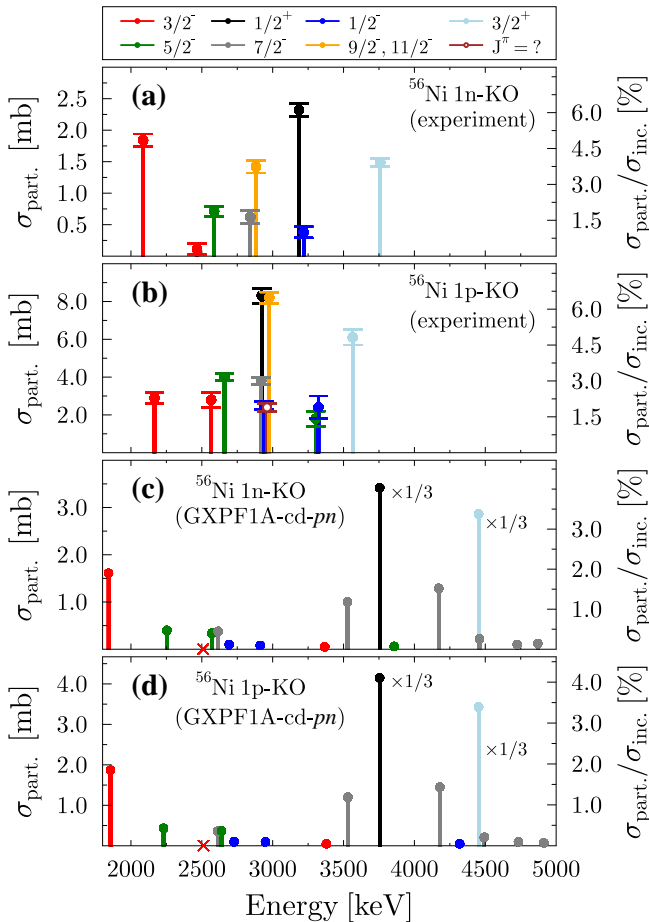 3/2⁻ 1/2⁺ 1/2⁻ 3/2⁺
5/2⁻ 7/2⁻ 9/2⁻, 11/2⁻ J^π = ?
(a) ⁵⁶Ni 1n-KO
(experiment)
σpart. [mb]
2.5
2.0
1.5
1.0
0.5
σpart./σinc. [%]
6.0
4.5
3.0
1.5
(b) ⁵⁶Ni 1p-KO
(experiment)
σpart. [mb]
8.0
6.0
4.0
2.0
σpart./σinc. [%]
6.0
4.5
3.0
1.5
(c) ⁵⁶Ni 1n-KO
(GXPF1A-cd-pn)
×1/3
×1/3
σpart. [mb]
3.0
2.0
1.0
σpart./σinc. [%]
3.0
2.0
1.0
(d) ⁵⁶Ni 1p-KO
(GXPF1A-cd-pn)
×1/3
×1/3
σpart. [mb]
4.0
3.0
2.0
1.0
σpart./σinc. [%]
4.0
3.0
2.0
1.0
2000 2500 3000 3500 4000 4500 5000
Energy [keV]